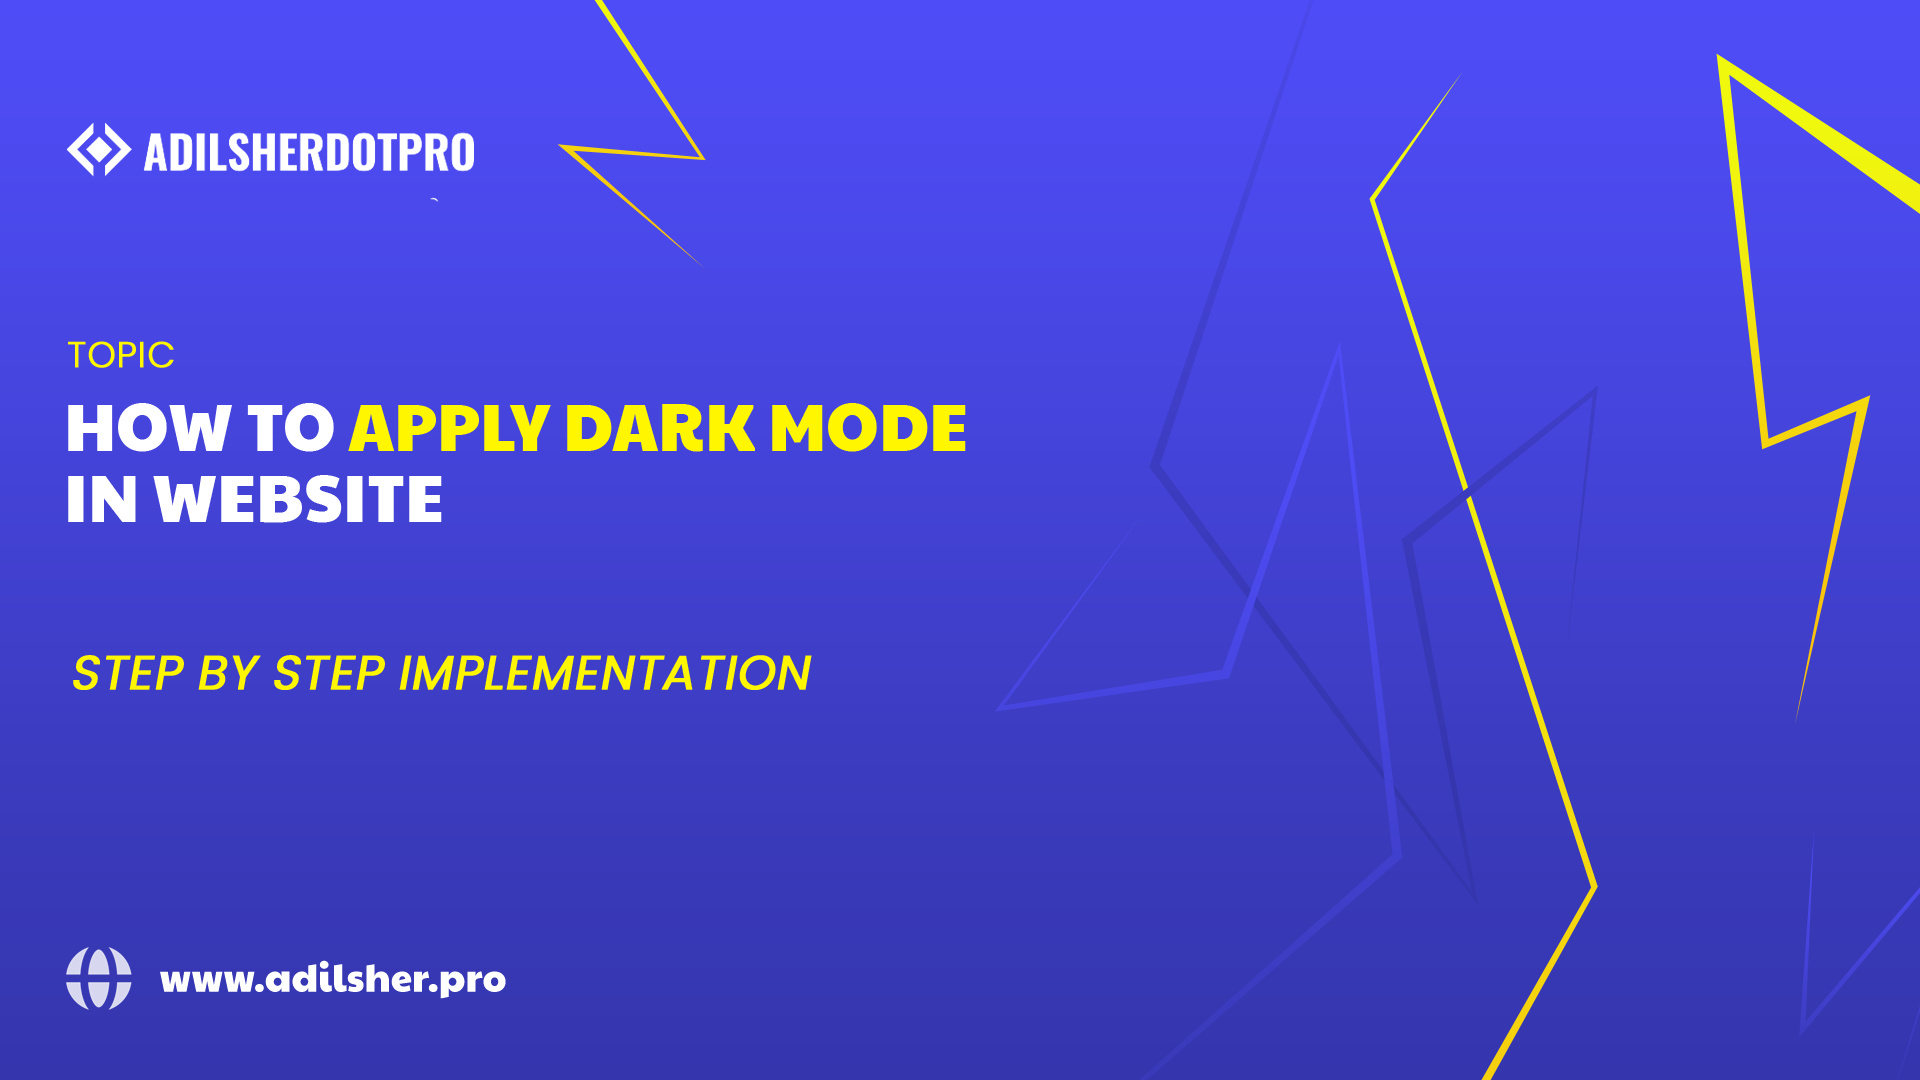 ADILSHERDOTPRO
TOPIC
HOW TO APPLY DARK MODE
IN WEBSITE
STEP BY STEP IMPLEMENTATION
www.adilsher.pro